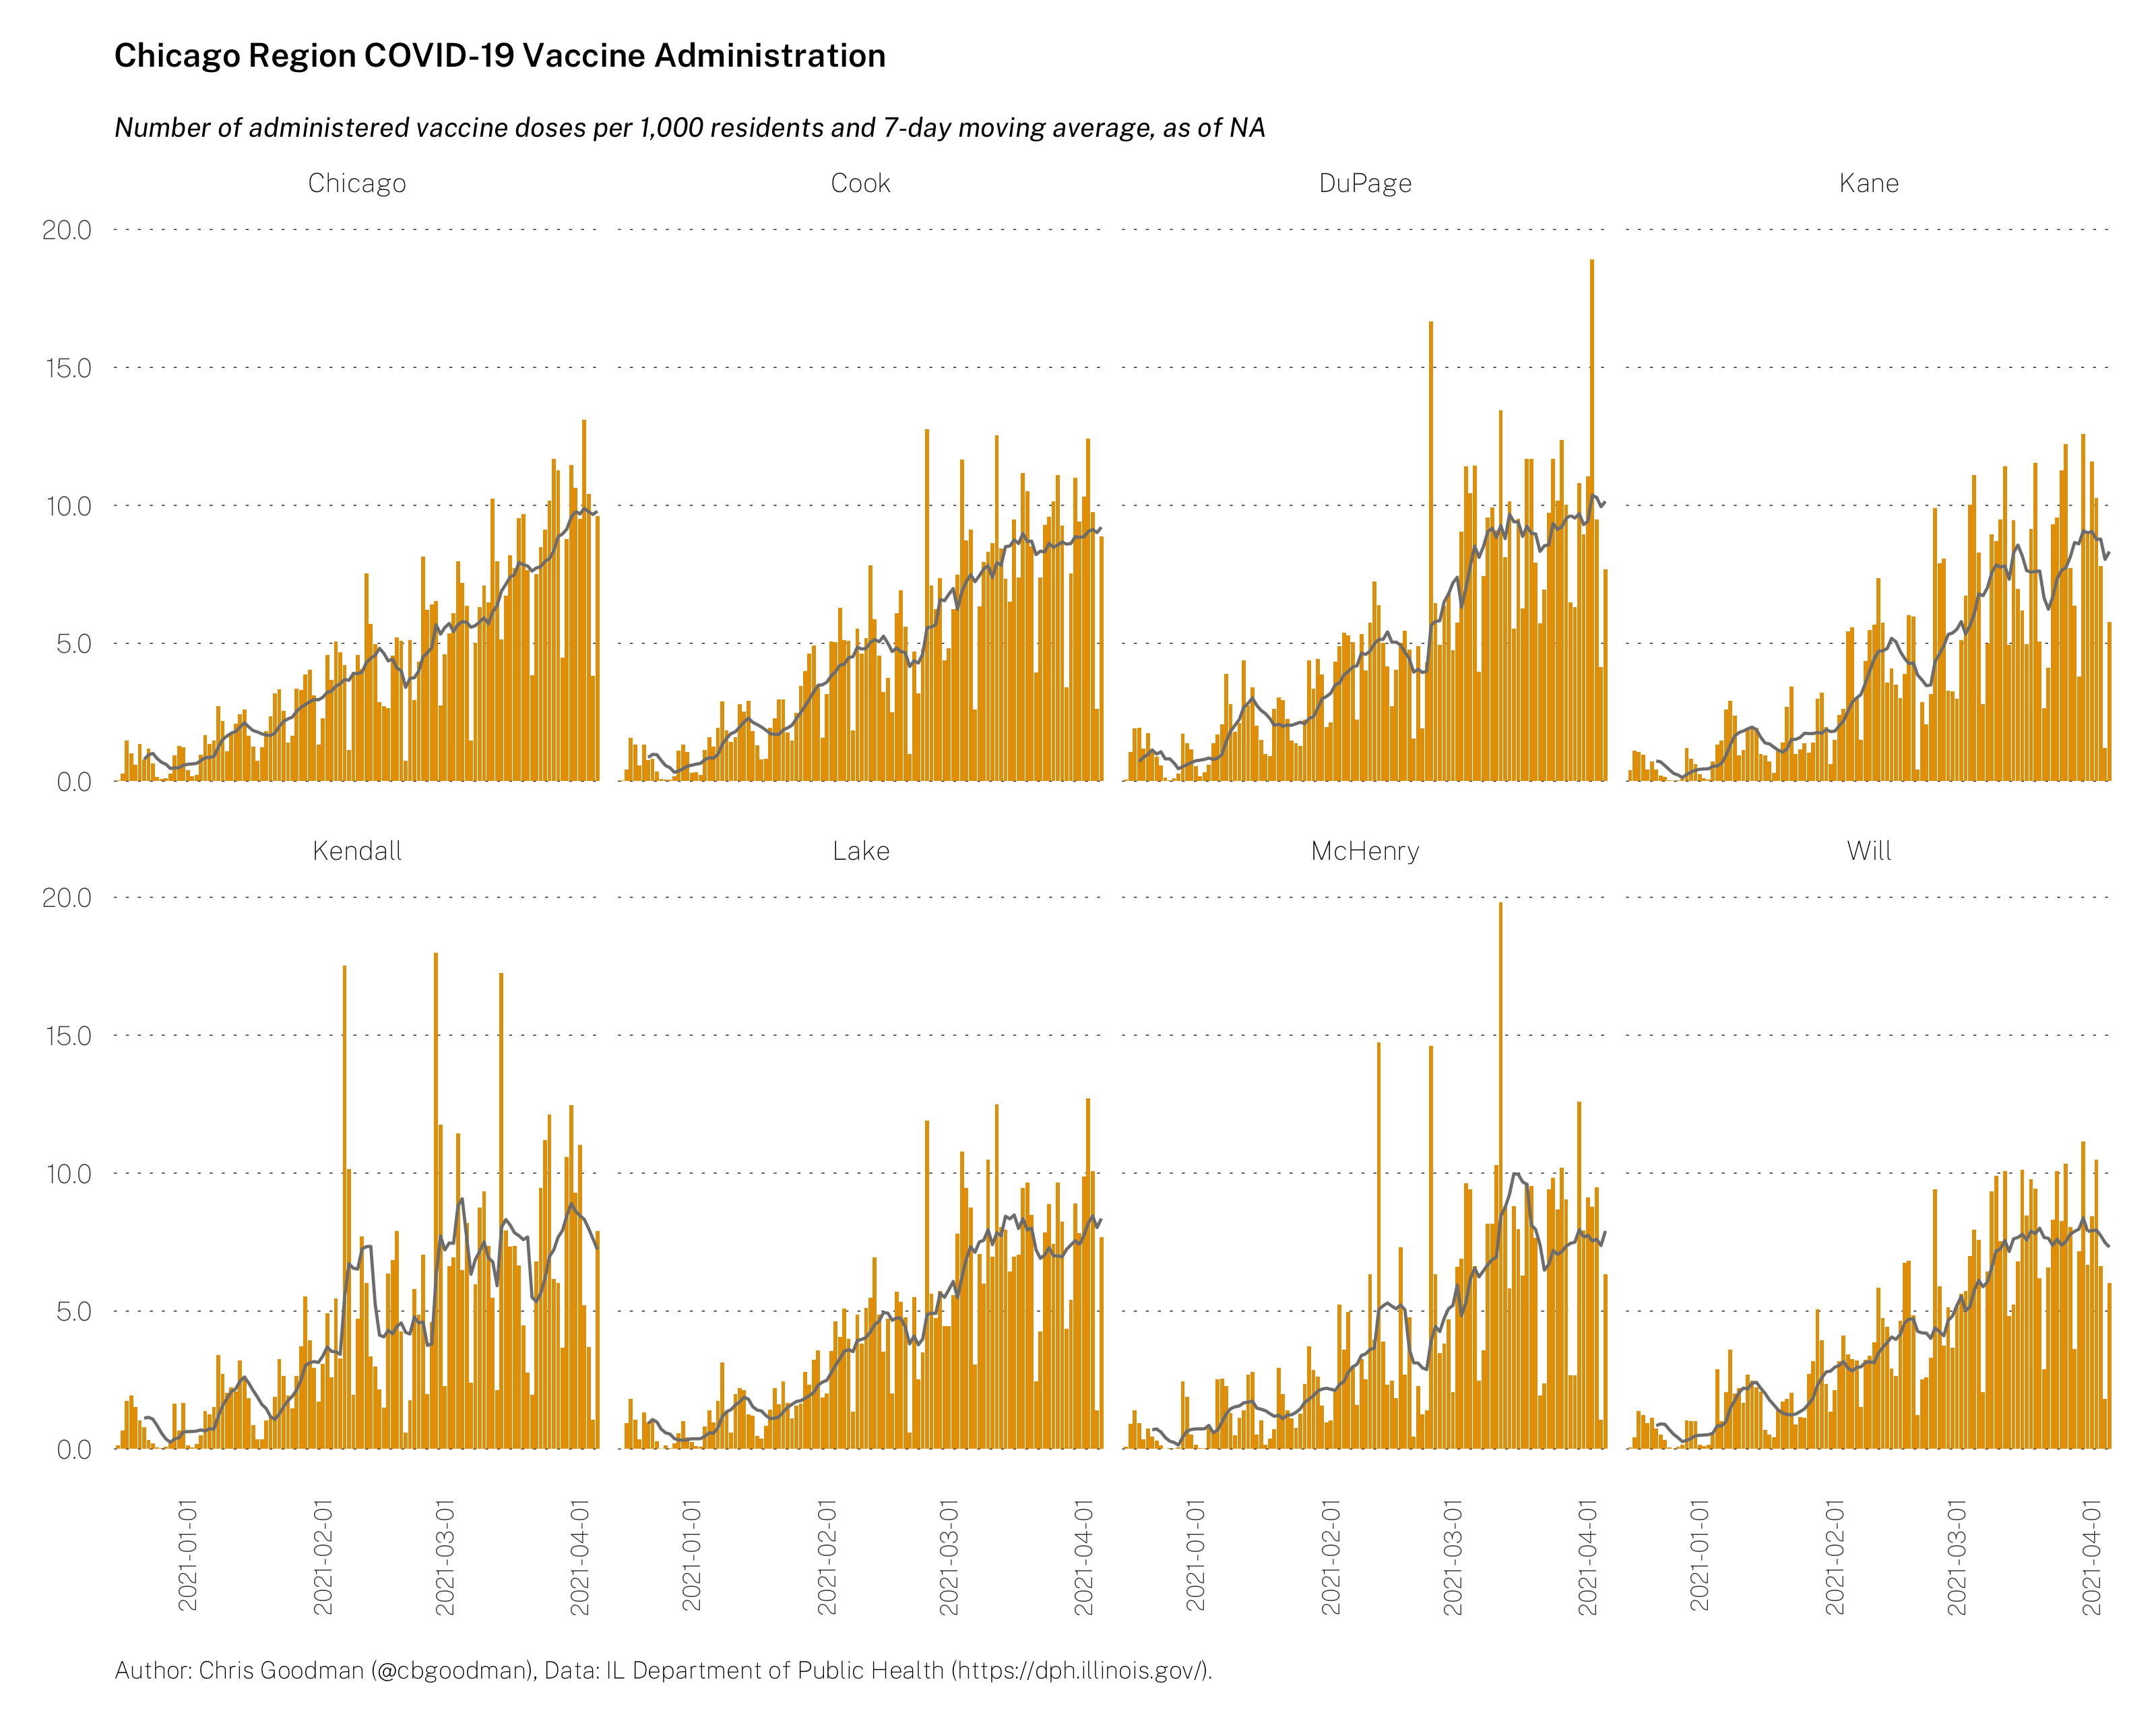 Chicago Region COVID-19 Vaccine Administration
Number of administered vaccine doses per 1,000 residents and 7-day moving average, as of NA
Chicago Cook DuPage Kane
20.0
15.0
10.0
5.0
0.0
Kendall Lake McHenry Will
20.0
15.0
10.0
5.0
0.0
2021-01-01 2021-02-01 2021-03-01 2021-04-01 2021-01-01 2021-02-01 2021-03-01 2021-04-01 2021-01-01 2021-02-01 2021-03-01 2021-04-01 2021-01-01 2021-02-01 2021-03-01 2021-04-01
Author: Chris Goodman (@cbgoodman), Data: IL Department of Public Health (https://dph.illinois.gov/).